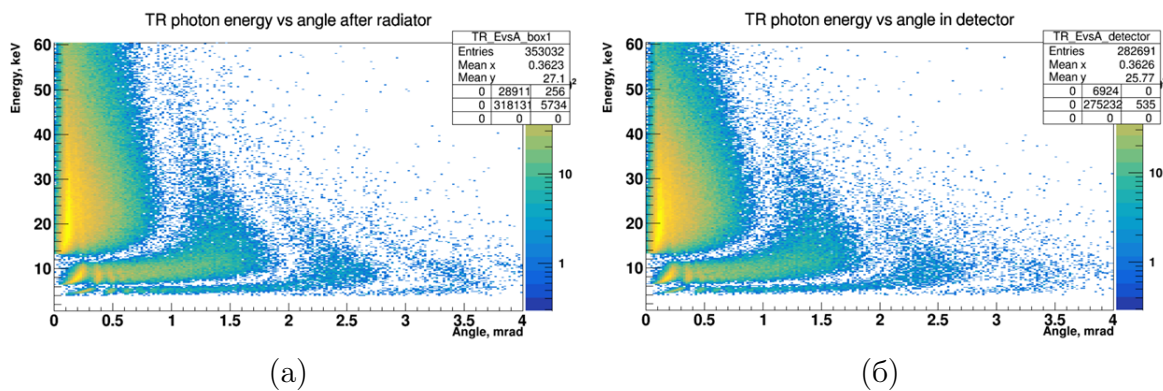 TR photon energy vs angle after radiator
TR_EvsA_box1
Entries 353032
Mean x 0.3623
Mean y 27.1
0 28911 256
0 318131 5734
0 0 0
Energy, keV
60
50
40
30
20
10
10
1
0 0.5 1 1.5 2 2.5 3 3.5 4
Angle, mrad
(а)
TR photon energy vs angle in detector
TR_EvsA_detector
Entries 282691
Mean x 0.3626
Mean y 25.77
0 6924 0
0 275232 535
0 0 0
Energy, keV
60
50
40
30
20
10
10
1
0 0.5 1 1.5 2 2.5 3 3.5 4
Angle, mrad
(б)